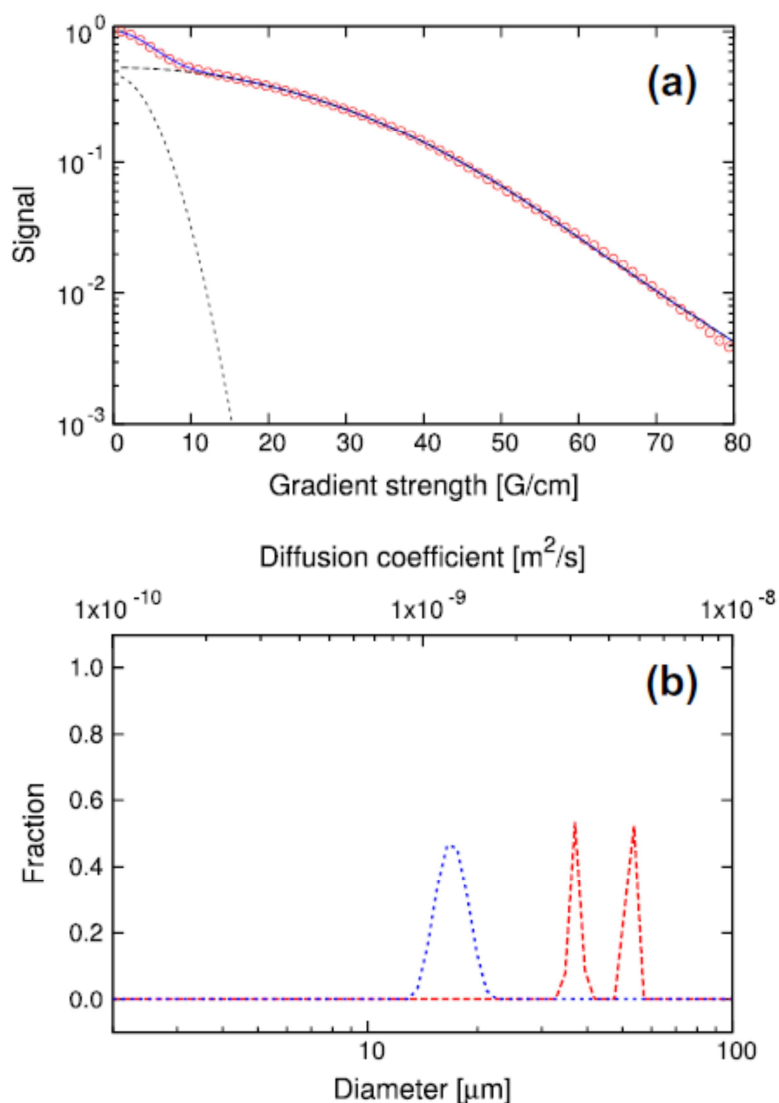 10^0
(a)
10^-1
Signal
10^-2
10^-3
0 10 20 30 40 50 60 70 80
Gradient strength [G/cm]
Diffusion coefficient [m^2/s]
1x10^-10 1x10^-9 1x10^-8
1.0
(b)
0.8
0.6
Fraction
0.4
0.2
0.0
10 100
Diameter [μm]